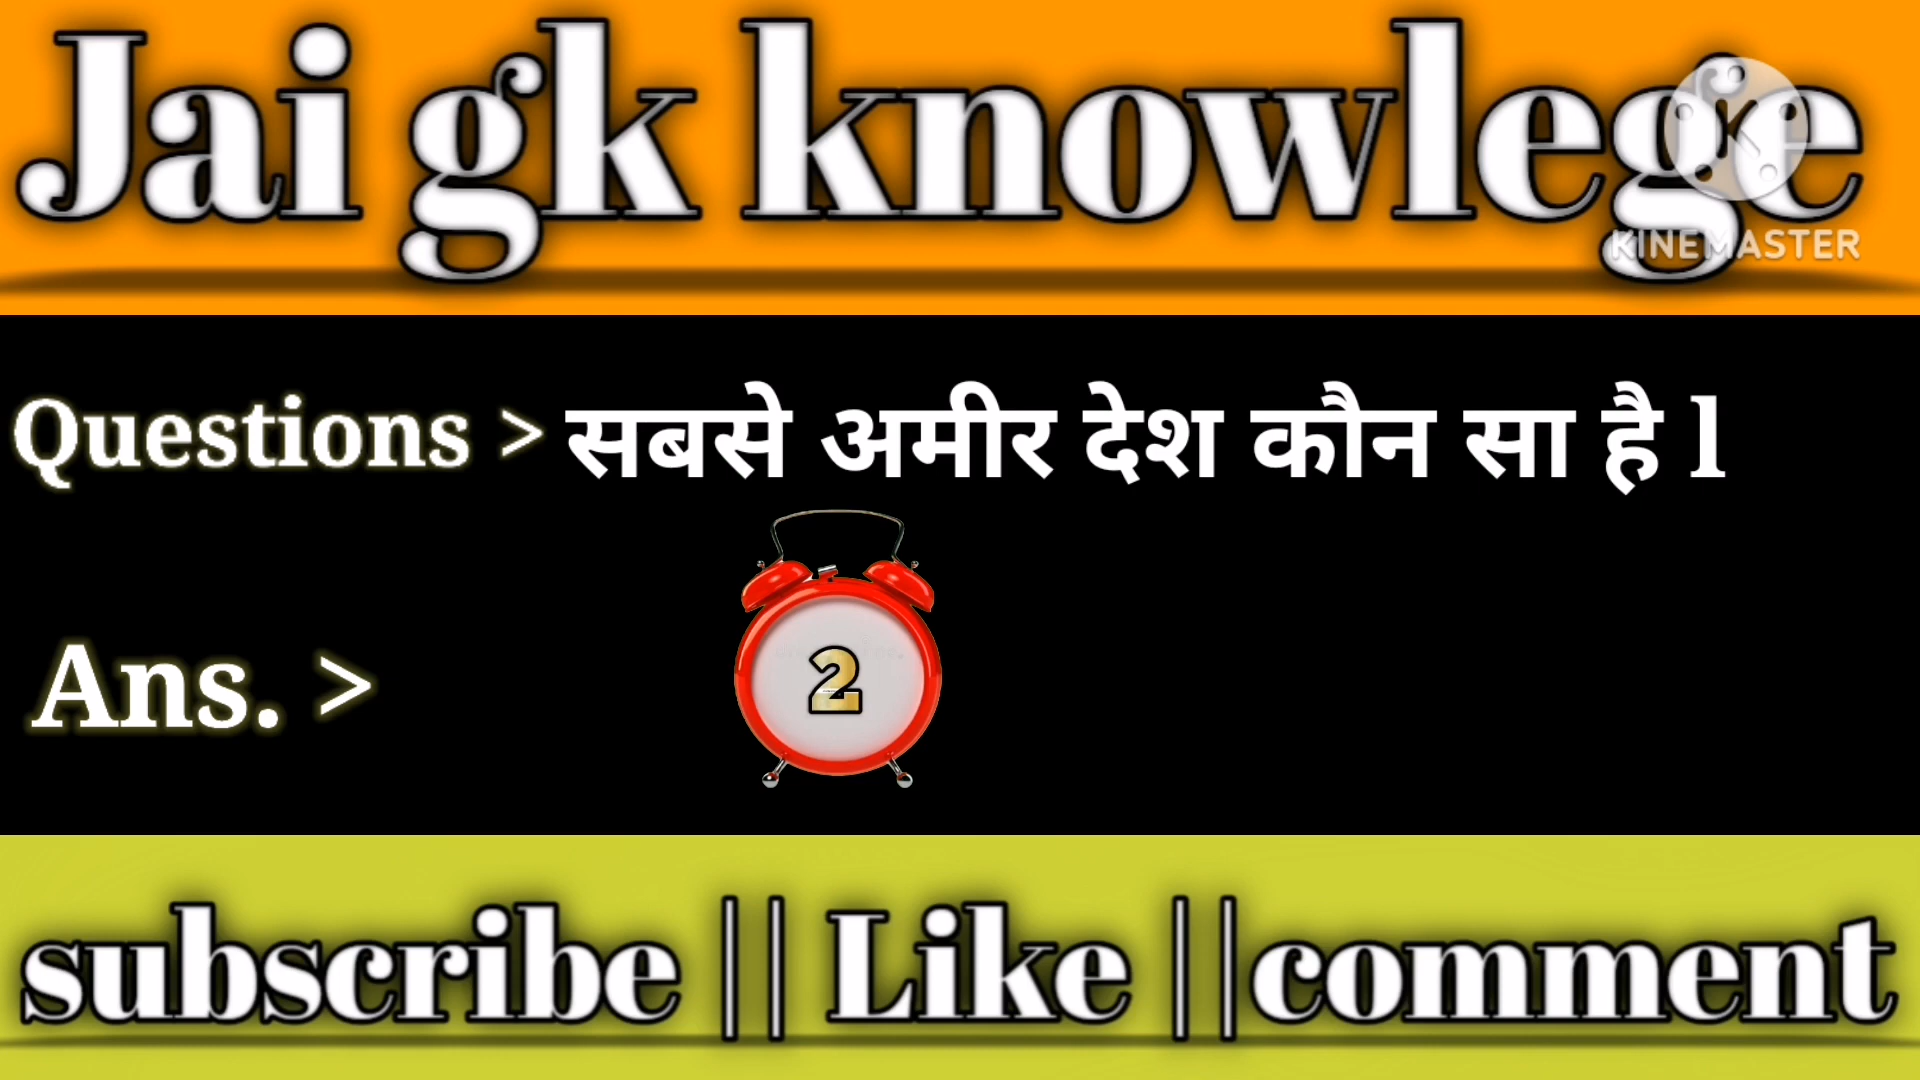 Jai gk knowlege
KINEMASTER
Questions > सबसे अमीर देश कौन सा है l
Ans. >
2
subscribe || Like ||comment